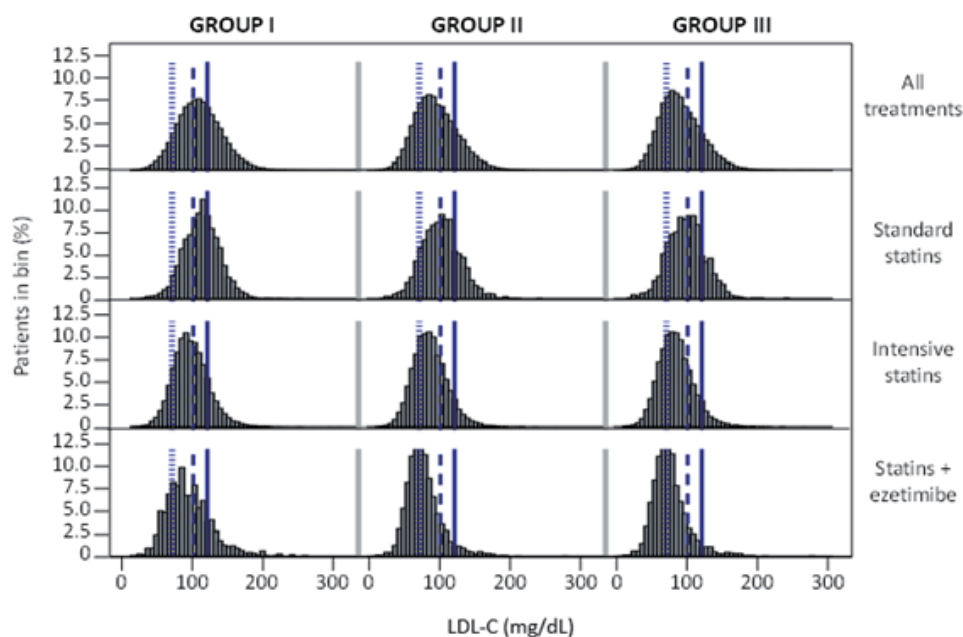 GROUP I GROUP II GROUP III
12.5
10.0
7.5
5.0
2.5
0
All
treatments
12.5
10.0
7.5
5.0
2.5
0
Standard
statins
Patients in bin (%)
12.5
10.0
7.5
5.0
2.5
0
Intensive
statins
12.5
10.0
7.5
5.0
2.5
0
Statins +
ezetimibe
0 100 200 300 0 100 200 300 0 100 200 300
LDL-C (mg/dL)